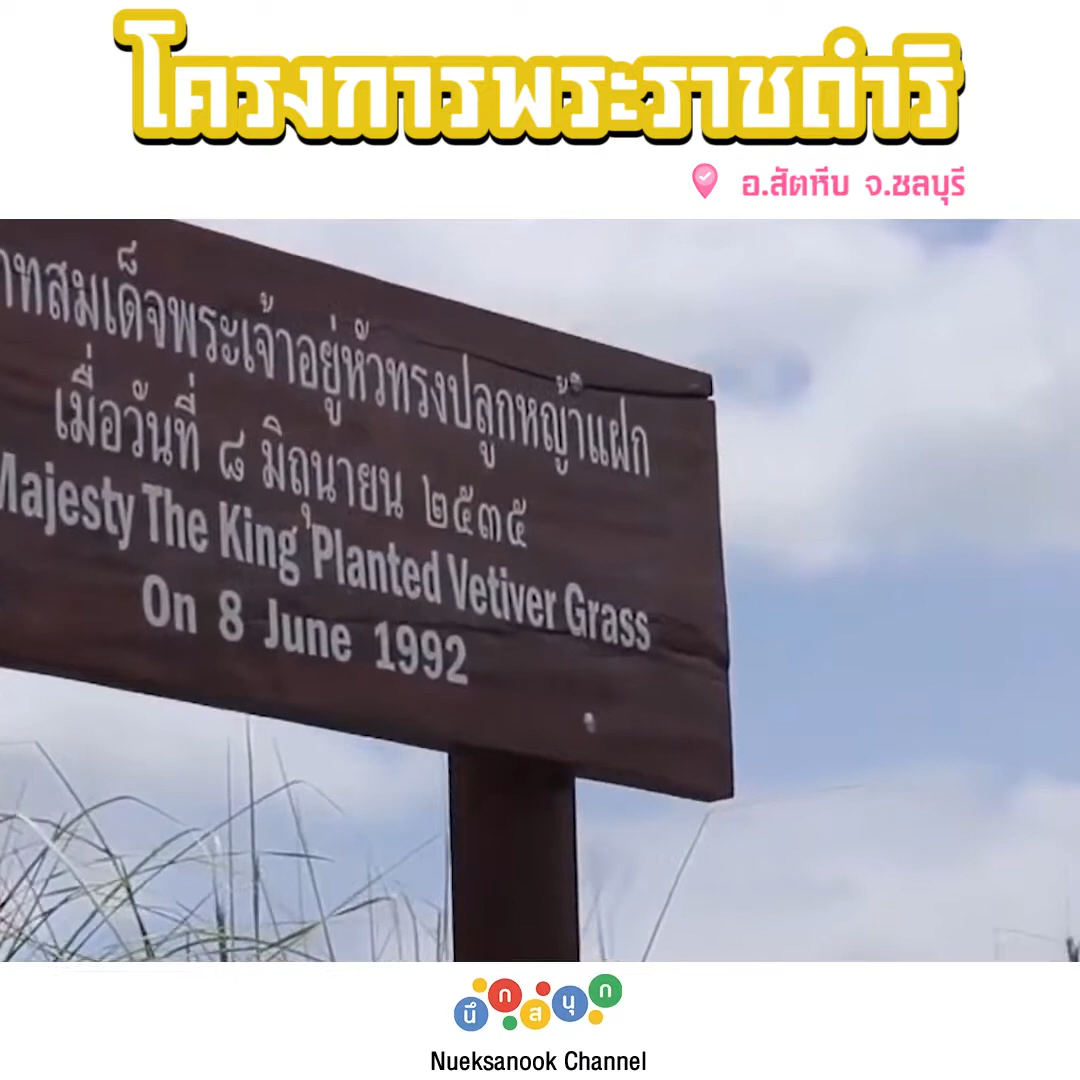 โครงการพระราชดำริ
อ.สัตหีบ จ.ชลบุรี
าทสมเด็จพระเจ้าอยู่หัวทรงปลูกหญ้าแฝก
เมื่อวันที่ ๘ มิถุนายน ๒๕๓๕
Majesty The King Planted Vetiver Grass
On 8 June 1992
นึกสนุก
Nueksanook Channel